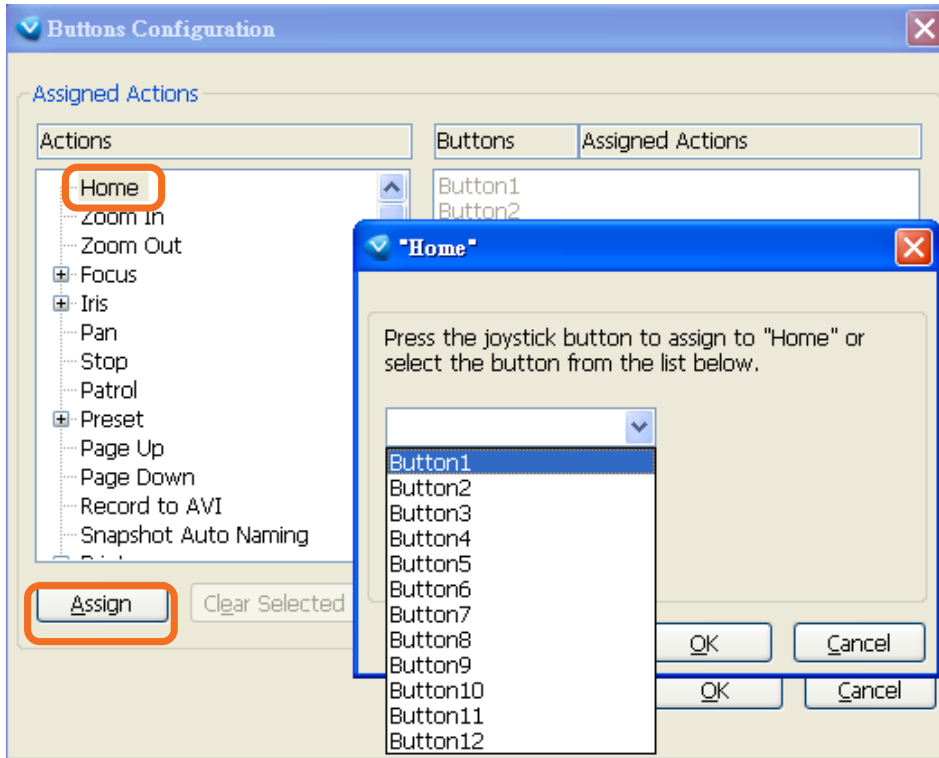 Buttons Configuration
Assigned Actions
Actions
Buttons
Assigned Actions
Home
Zoom In
Zoom Out
Focus
Iris
Pan
Stop
Patrol
Preset
Page Up
Page Down
Record to AVI
Snapshot Auto Naming
Button1
Button2
Assign
Clear Selected
"Home"
Press the joystick button to assign to "Home" or
select the button from the list below.
Button1
Button2
Button3
Button4
Button5
Button6
Button7
Button8
Button9
Button10
Button11
Button12
OK
Cancel
OK
Cancel